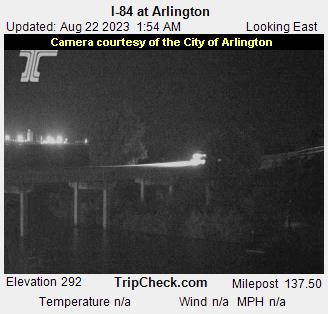 I-84 at Arlington
Updated: Aug 22 2023 1:54 AM Looking East
Camera courtesy of the City of Arlington
Elevation 292 TripCheck.com Milepost 137.50
Temperature n/a Wind n/a MPH n/a